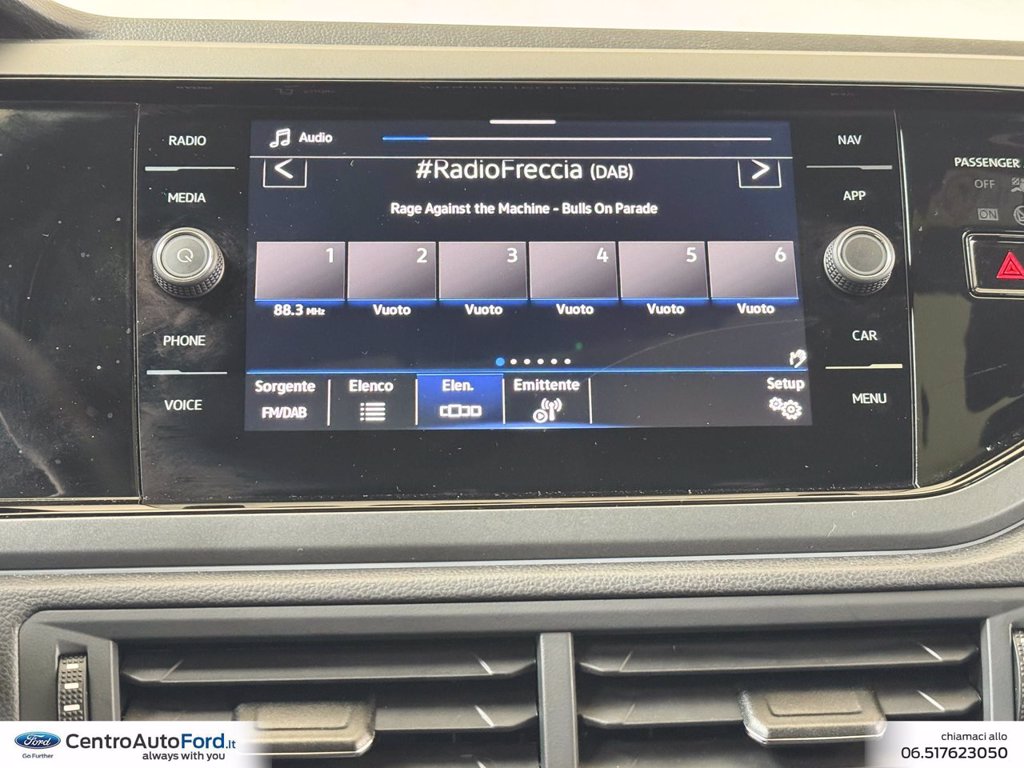 RADIO
MEDIA
PHONE
VOICE
Audio
#RadioFreccia (DAB)
Rage Against the Machine - Bulls On Parade
1 2 3 4 5 6
88.3 MHz Vuoto Vuoto Vuoto Vuoto Vuoto
Sorgente Elenco Elen. Emittente Setup
FM/DAB
NAV
APP
CAR
MENU
PASSENGER
OFF
ON
Ford
Go Further
CentroAutoFord.it
always with you
chiamaci allo
06.517623050